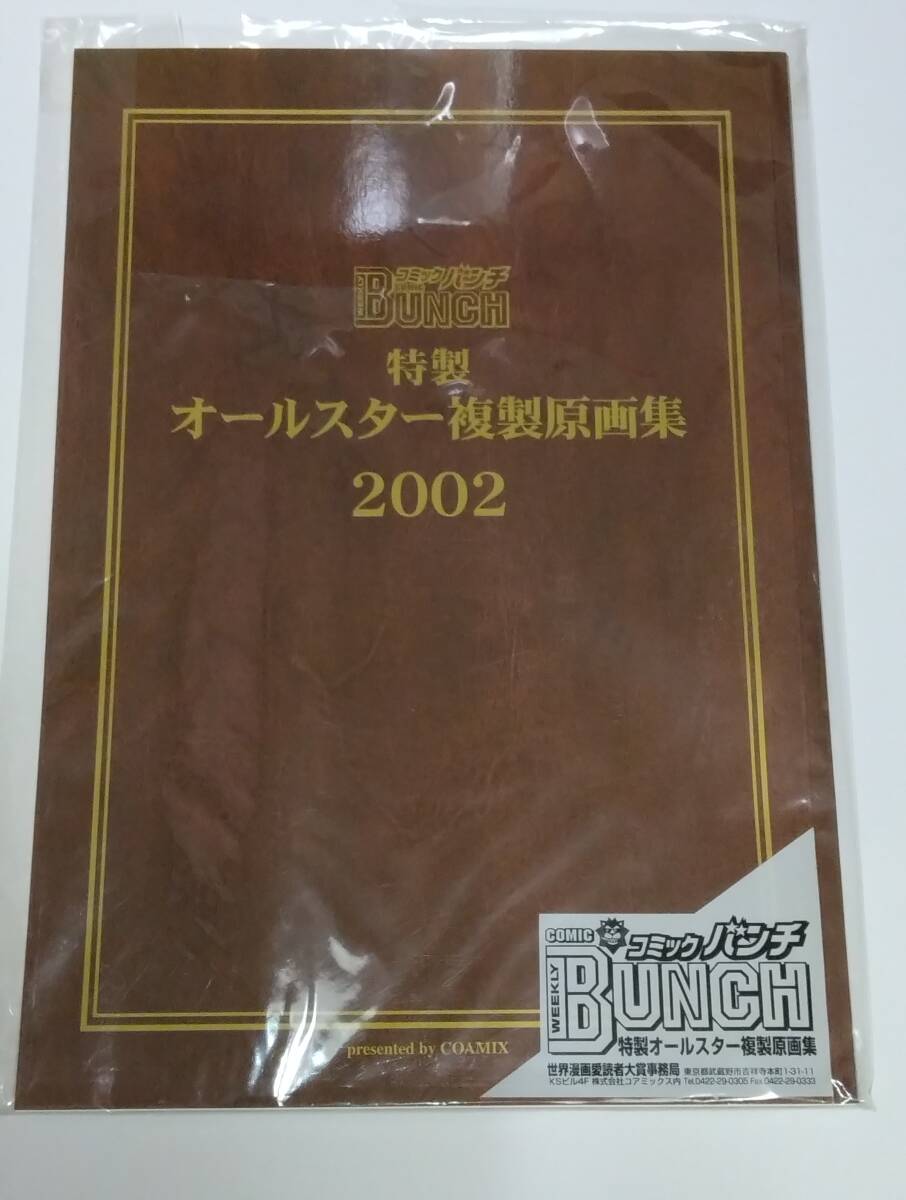 WEEKLY
コミックバンチ
COMIC
BUNCH
特製
オールスター複製原画集
2002
presented by COAMIX
COMIC
コミックバンチ
WEEKLY
BUNCH
特製オールスター複製原画集
世界漫画愛読者大賞事務局 東京都武蔵野市吉祥寺本町1-31-11
KSビル4F 株式会社コアミックス内 Tel.0422-29-0305 Fax.0422-29-0333